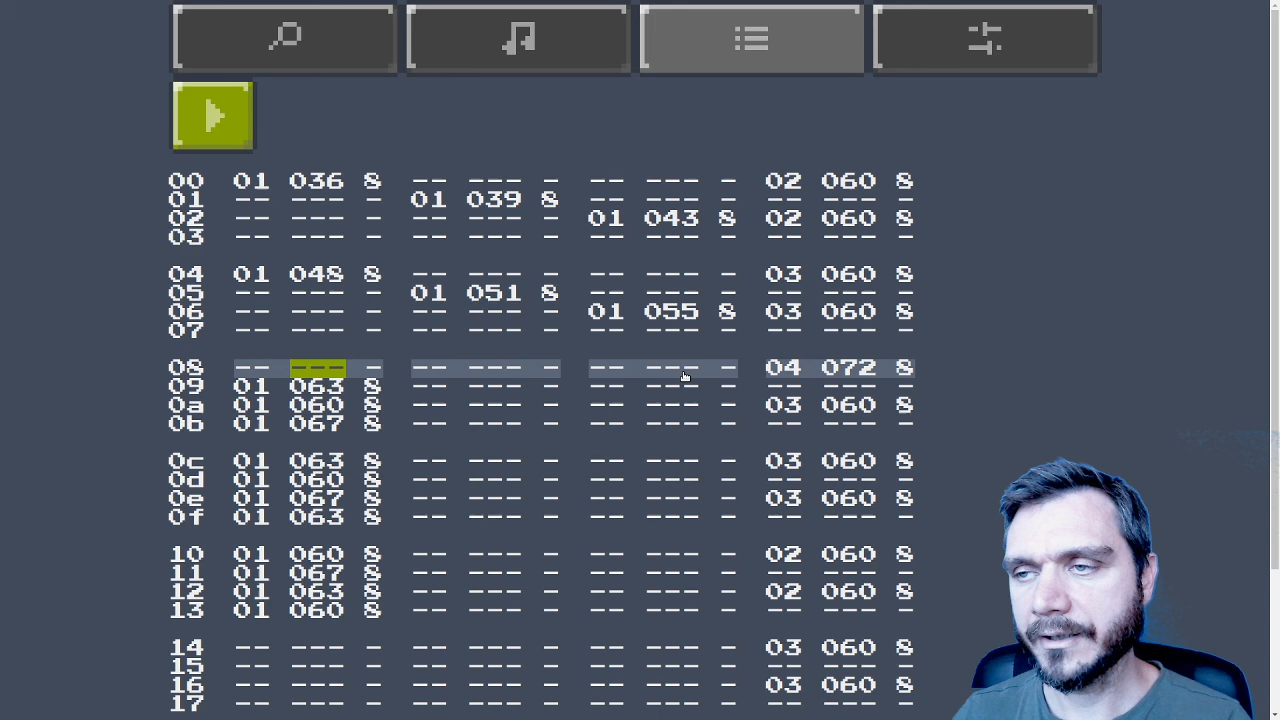 00 01 036 8 -- --- - -- --- - 02 060 8
01 -- --- - 01 039 8 -- --- - -- --- -
02 -- --- - -- --- - 01 043 8 02 060 8
03 -- --- - -- --- - -- --- - -- --- -
04 01 048 8 -- --- - -- --- - 03 060 8
05 -- --- - 01 051 8 -- --- - -- --- -
06 -- --- - -- --- - 01 055 8 03 060 8
07 -- --- - -- --- - -- --- - -- --- -
08 -- --- - -- --- - -- --- - 04 072 8
09 01 063 8 -- --- - -- --- - -- --- -
0a 01 060 8 -- --- - -- --- - 03 060 8
0b 01 067 8 -- --- - -- --- - -- --- -
0c 01 063 8 -- --- - -- --- - 03 060 8
0d 01 060 8 -- --- - -- --- - -- --- -
0e 01 067 8 -- --- - -- --- - 03 060 8
0f 01 063 8 -- --- - -- --- - -- --- -
10 01 060 8 -- --- - -- --- - 02 060 8
11 01 067 8 -- --- - -- --- - -- --- -
12 01 063 8 -- --- - -- --- - 02 060 8
13 01 060 8 -- --- - -- --- - -- --- -
14 -- --- - -- --- - -- --- - 03 060 8
15 -- --- - -- --- - -- --- - -- --- -
16 -- --- - -- --- - -- --- - 03 060 8
17 -- --- - -- --- - -- --- - -- --- -